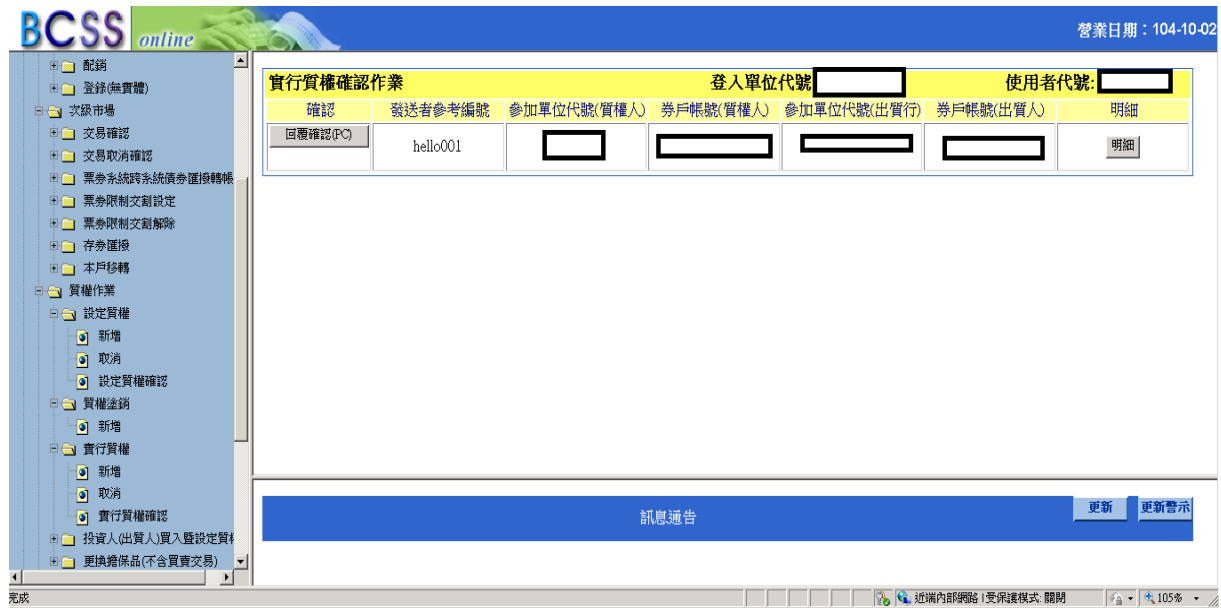 BCSS online
營業日期：104-10-02
配銷
登錄(無實體)
次級市場
交易確認
交易取消確認
票券系統跨系統債券匯撥轉帳
票券限制交割設定
票券限制交割解除
存券匯撥
本戶移轉
質權作業
設定質權
新增
取消
設定質權確認
質權塗銷
新增
實行質權
新增
取消
實行質權確認
投資人(出質人)買入暨設定質權
更換擔保品(不含買賣交易)
實行質權確認作業 登入單位代號 使用者代號:
確認 發送者參考編號 參加單位代號(質權人) 券戶帳號(質權人) 參加單位代號(出質行) 券戶帳號(出質人) 明細
回覆確認(PC) hello001 明細
訊息通告 更新 更新警示
完成 近端內部網路 | 受保護模式: 關閉 105%